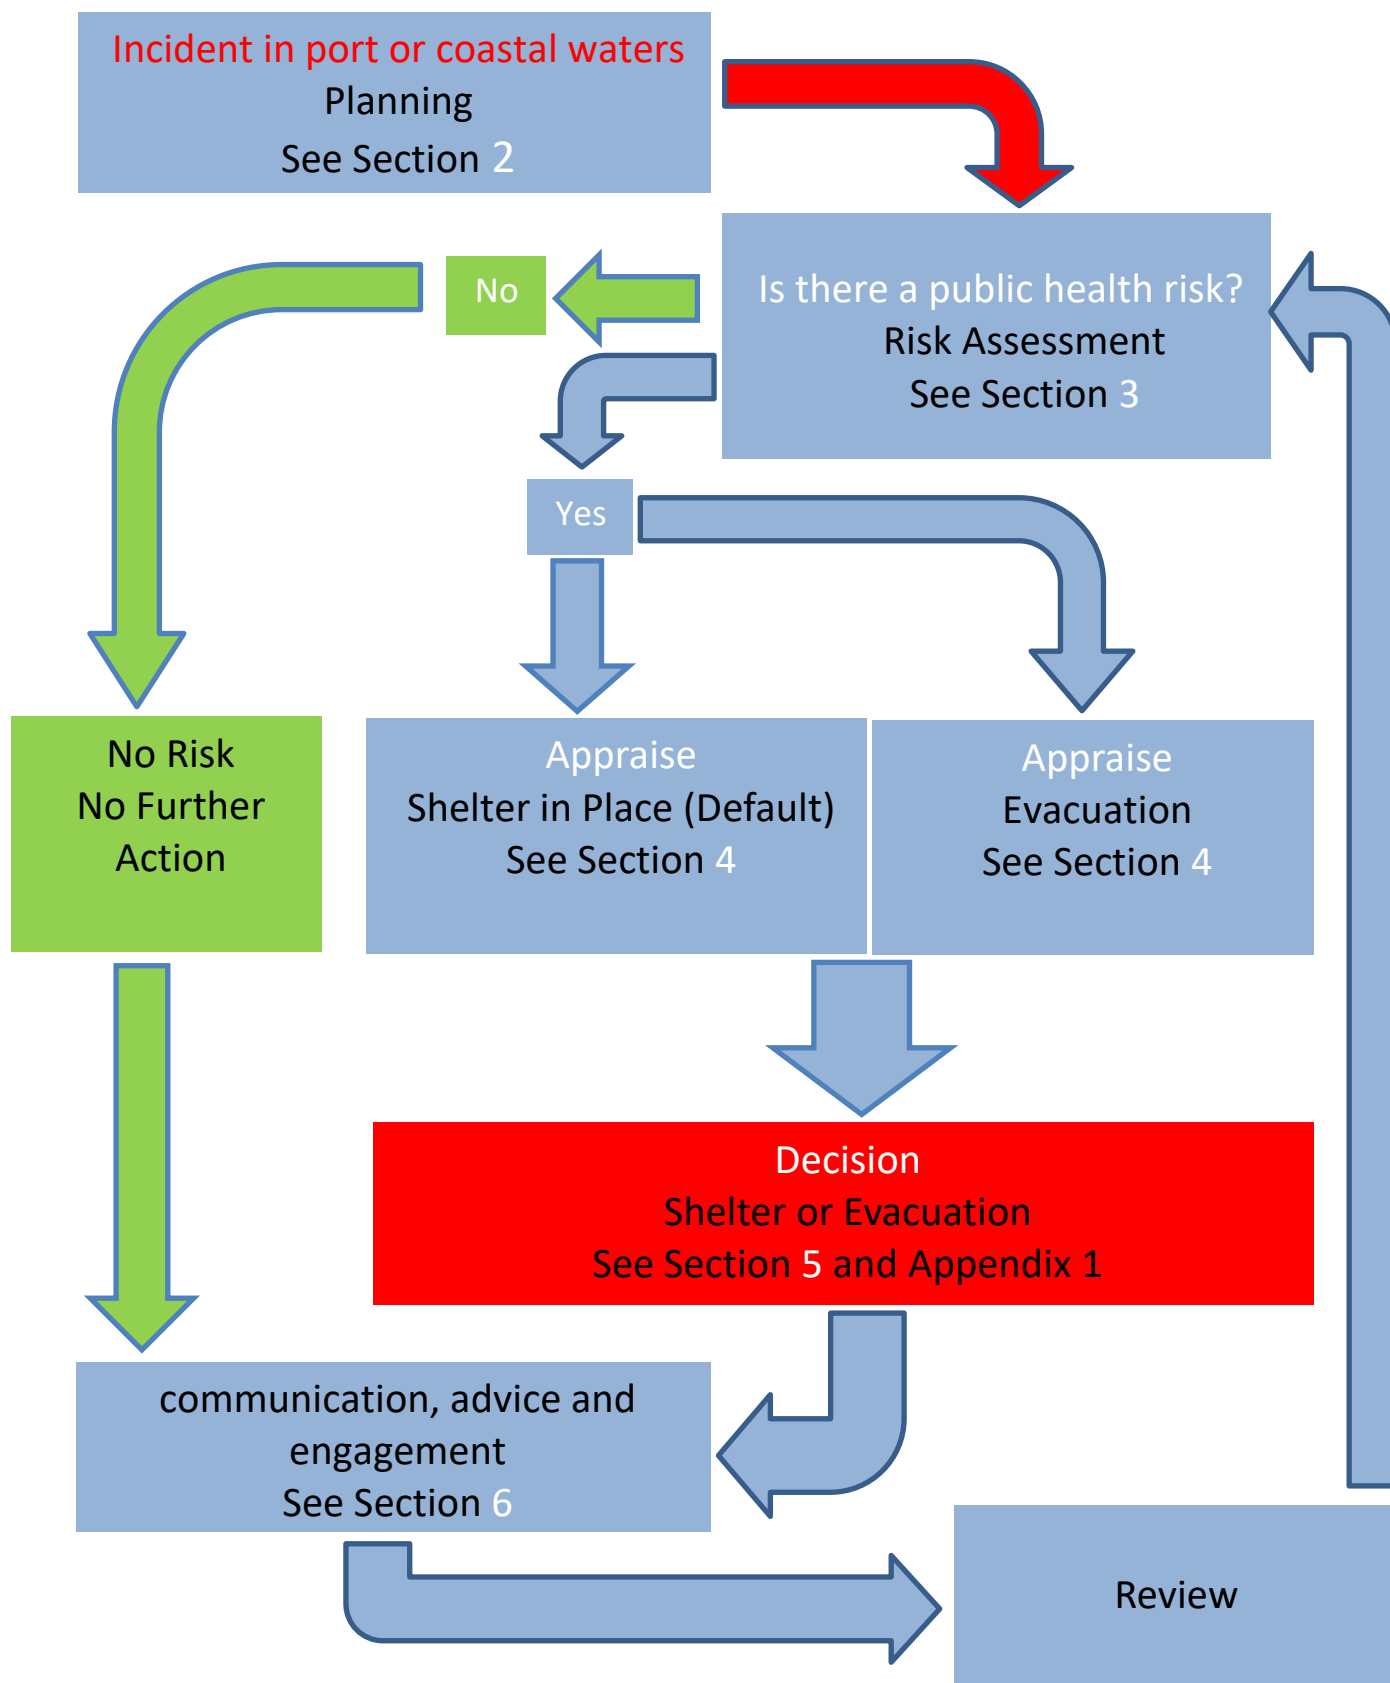 Incident in port or coastal waters
Planning
See Section 2
No
Is there a public health risk?
Risk Assessment
See Section 3
Yes
No Risk
No Further
Action
Appraise
Shelter in Place (Default)
See Section 4
Appraise
Evacuation
See Section 4
Decision
Shelter or Evacuation
See Section 5 and Appendix 1
communication, advice and
engagement
See Section 6
Review